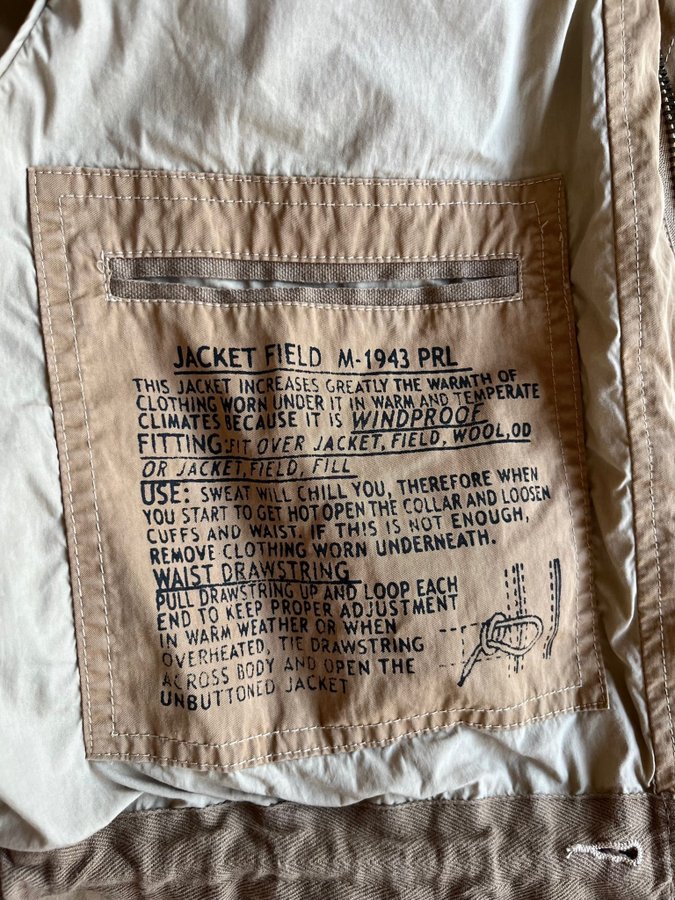 JACKET FIELD M-1943 PRL
THIS JACKET INCREASES GREATLY THE WARMTH OF
CLOTHING WORN UNDER IT IN WARM AND TEMPERATE
CLIMATES BECAUSE IT IS WINDPROOF
FITTING:FIT OVER JACKET, FIELD, WOOL,OD
OR JACKET,FIELD, FILL
USE: SWEAT WILL CHILL YOU, THEREFORE WHEN
YOU START TO GET HOT OPEN THE COLLAR AND LOOSEN
CUFFS AND WAIST. IF THIS IS NOT ENOUGH,
REMOVE CLOTHING WORN UNDERNEATH.
WAIST DRAWSTRING
PULL DRAWSTRING UP AND LOOP EACH
END TO KEEP PROPER ADJUSTMENT
IN WARM WEATHER OR WHEN
OVERHEATED, TIE DRAWSTRING
ACROSS BODY AND OPEN THE
UNBUTTONED JACKET